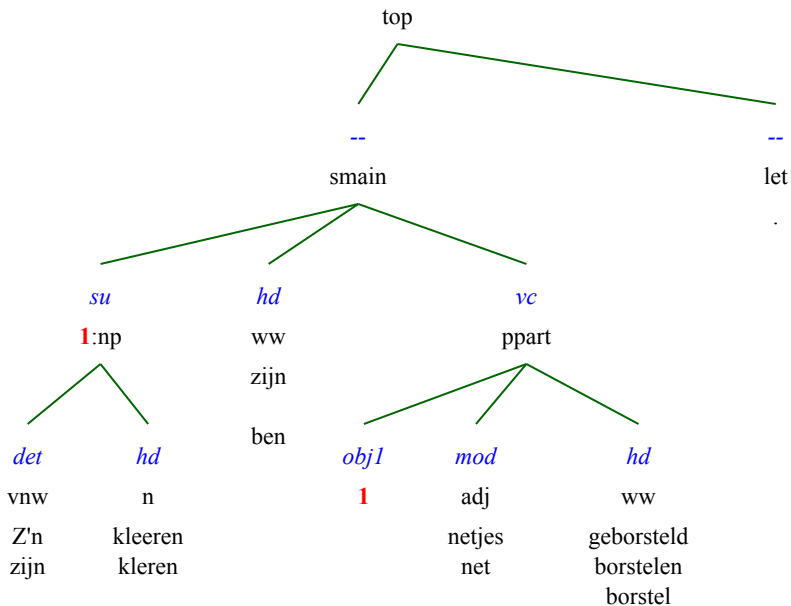 top
-- --
smain let
.
su hd vc
1:np ww ppart
zijn
ben
det hd obj1 mod hd
vnw n 1 adj ww
Z'n kleeren netjes geborsteld
zijn kleren net borstelen
borstel